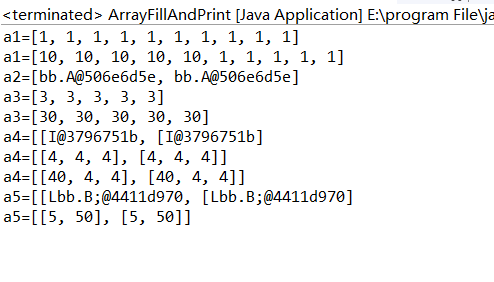 <terminated> ArrayFillAndPrint [Java Application] E:\program File\ja
a1=[1, 1, 1, 1, 1, 1, 1, 1, 1, 1]
a1=[10, 10, 10, 10, 10, 1, 1, 1, 1, 1]
a2=[bb.A@506e6d5e, bb.A@506e6d5e]
a3=[3, 3, 3, 3, 3]
a3=[30, 30, 30, 30, 30]
a4=[[I@3796751b, [I@3796751b]
a4=[[4, 4, 4], [4, 4, 4]]
a4=[[40, 4, 4], [40, 4, 4]]
a5=[[Lbb.B;@4411d970, [Lbb.B;@4411d970]
a5=[[5, 50], [5, 50]]